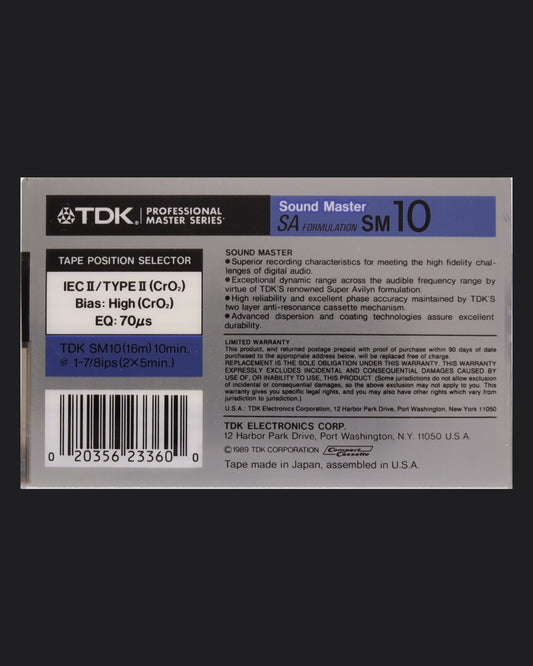 TDK. PROFESSIONAL MASTER SERIES
Sound Master
SA FORMULATION SM 10
TAPE POSITION SELECTOR
IEC II/TYPE II (CrO₂)
Bias: High (CrO₂)
EQ: 70μs
TDK SM10 (16m) 10min.
@ 1-7/8ips (2×5min.)
0 20356 23360 0
SOUND MASTER
●Superior recording characteristics for meeting the high fidelity chal-
lenges of digital audio.
●Exceptional dynamic range across the audible frequency range by
virtue of TDK'S renowned Super Avilyn formulation.
●High reliability and excellent phase accuracy maintained by TDK'S
two layer anti-resonance cassette mechanism.
●Advanced dispersion and coating technologies assure excellent
durability.
LIMITED WARRANTY
This product, and returned postage prepaid with proof of purchase within 90 days of date
purchased to the appropriate address below, will be replaced free of charge.
REPLACEMENT IS THE SOLE OBLIGATION UNDER THIS WARRANTY. THIS WARRANTY
EXPRESSLY EXCLUDES INCIDENTAL AND CONSEQUENTIAL DAMAGES CAUSED BY
USE OF, OR INABILITY TO USE, THIS PRODUCT (Some jurisdictions do not allow exclusion
of incidental or consequential damages, so the above exclusion may not apply to you. This
warranty gives you specific legal rights, and you may also have other rights which vary from
jurisdiction to jurisdiction.)
U.S.A.: TDK Electronics Corporation, 12 Harbor Park Drive, Port Washington, New York 11050
TDK ELECTRONICS CORP.
12 Harbor Park Drive, Port Washington, N.Y. 11050 U.S.A.
©1989 TDK CORPORATION Compact Cassette
Tape made in Japan, assembled in U.S.A.